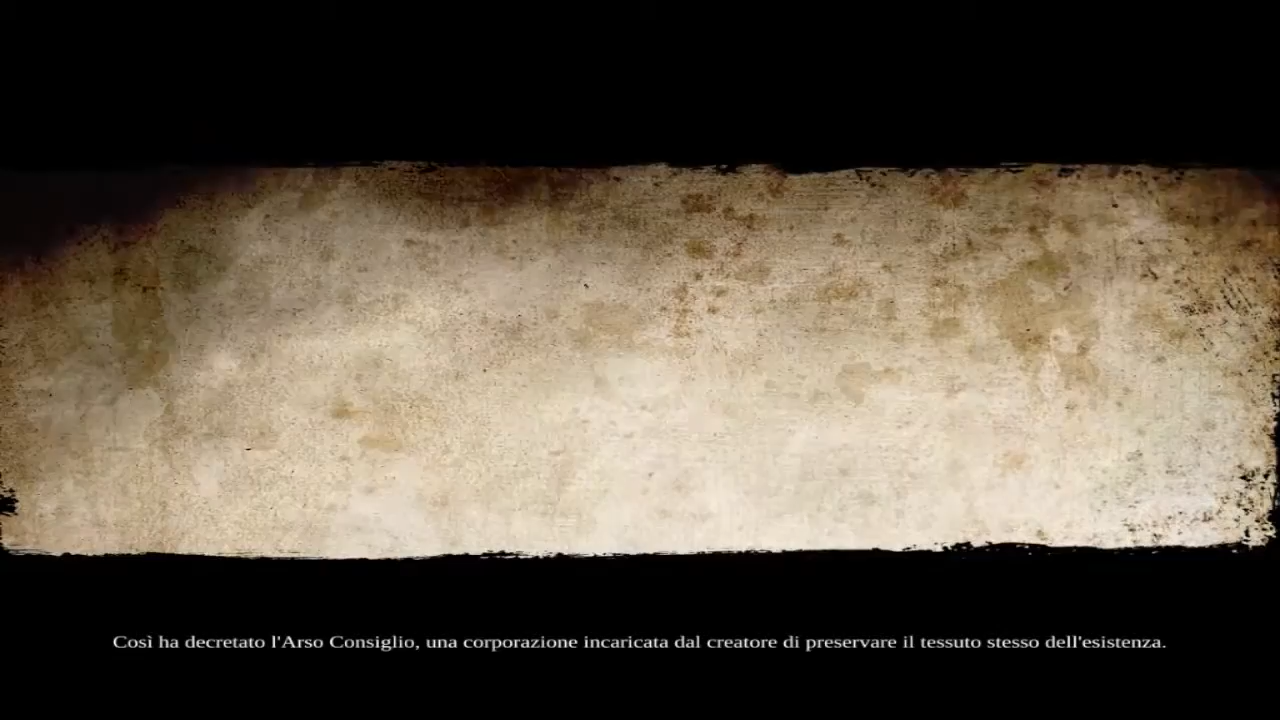 Così ha decretato l'Arso Consiglio, una corporazione incaricata dal creatore di preservare il tessuto stesso dell'esistenza.